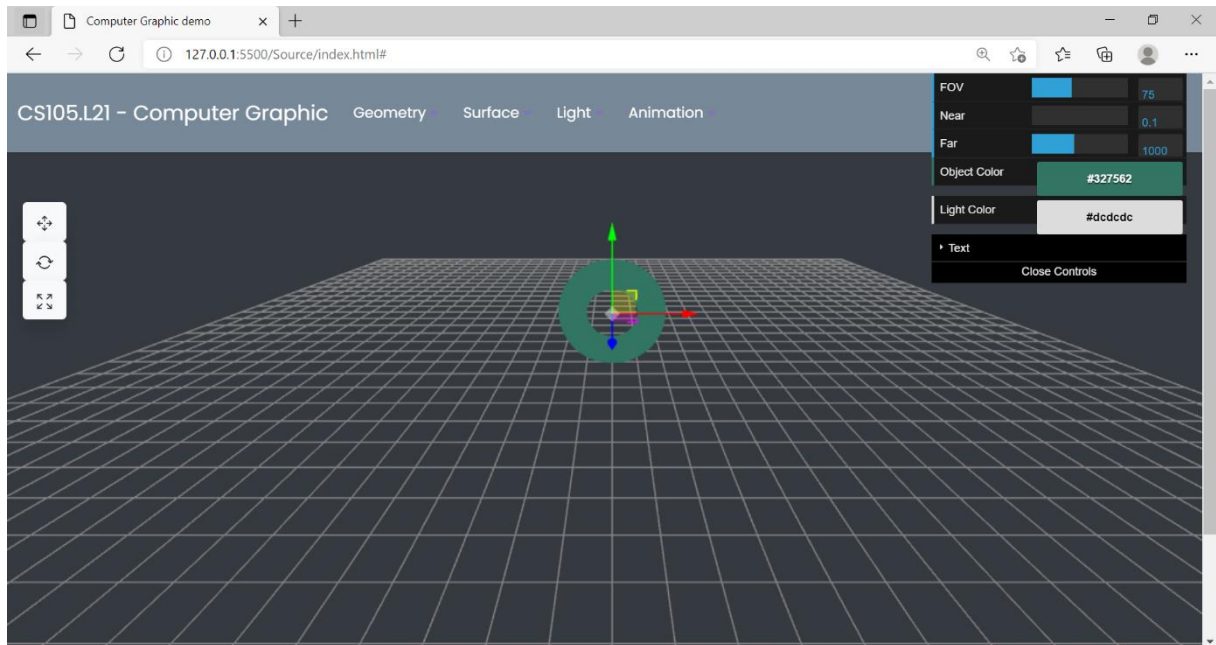 Computer Graphic demo
127.0.0.1:5500/Source/index.html#
CS105.L21 - Computer Graphic Geometry Surface Light Animation
FOV 75
Near 0.1
Far 1000
Object Color #327562
Light Color #dcdcdc
Text
Close Controls